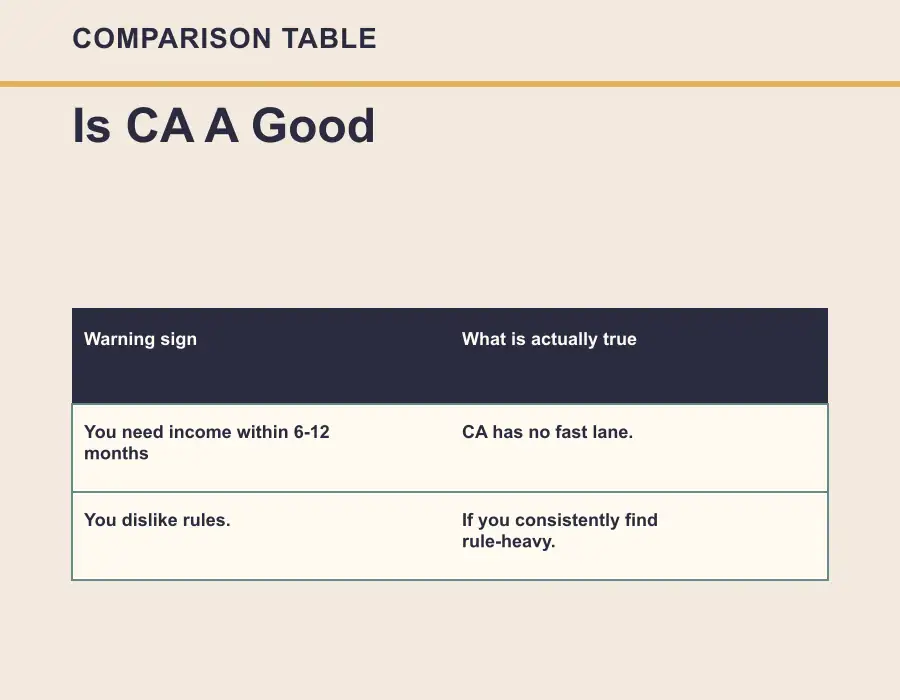 COMPARISON TABLE
Is CA A Good
Warning sign
What is actually true
You need income within 6-12
months
CA has no fast lane.
You dislike rules.
If you consistently find
rule-heavy.